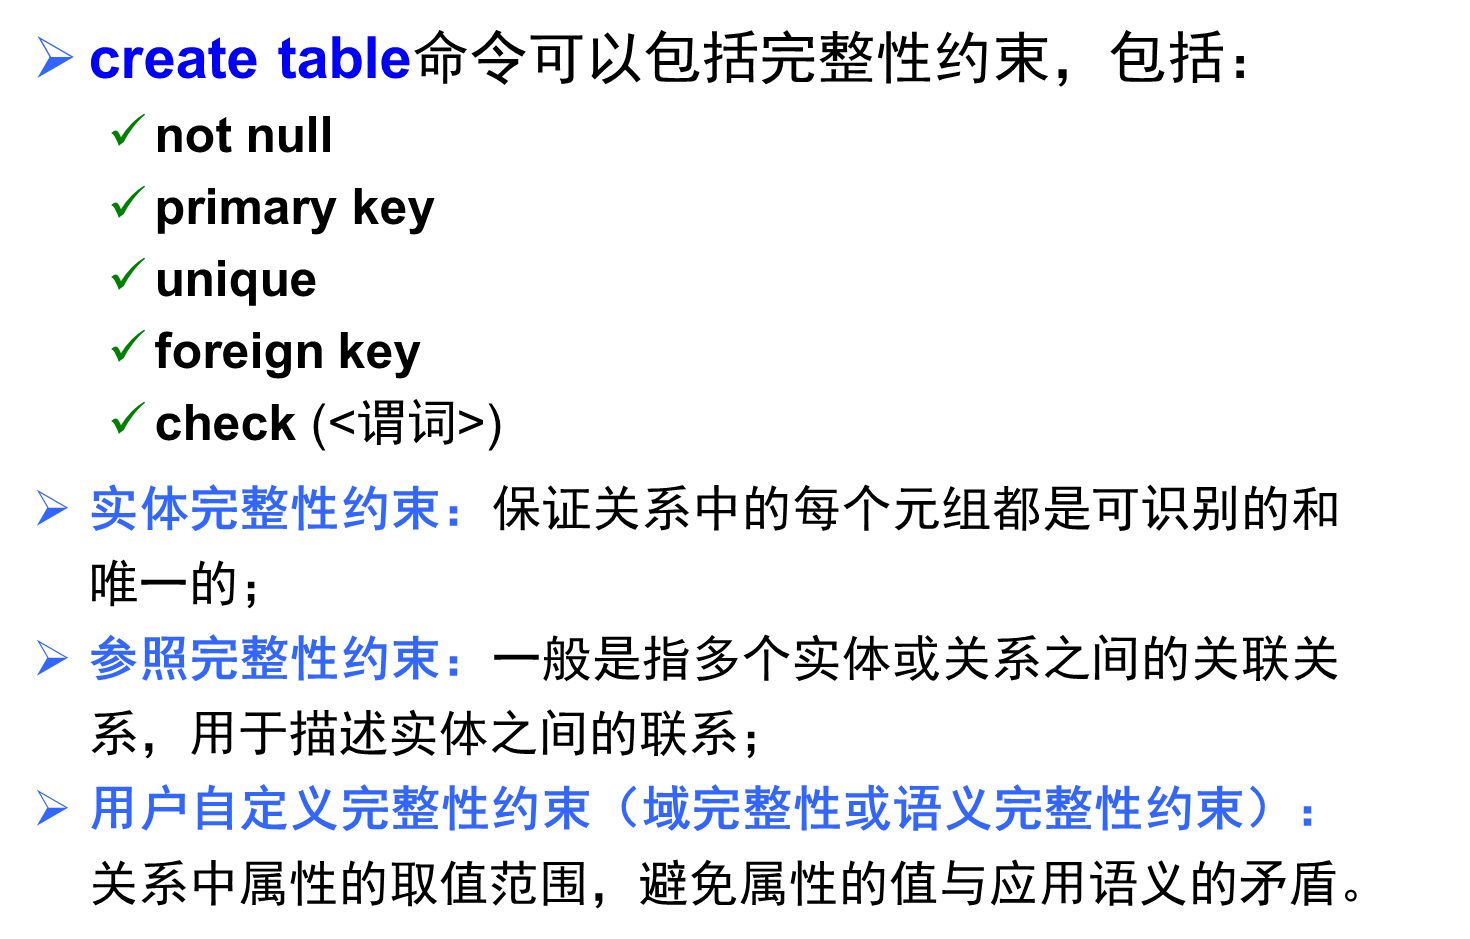 create table命令可以包括完整性约束，包括：
not null
primary key
unique
foreign key
check (<谓词>)
实体完整性约束：保证关系中的每个元组都是可识别的和
唯一的；
参照完整性约束：一般是指多个实体或关系之间的关联关
系，用于描述实体之间的联系；
用户自定义完整性约束（域完整性或语义完整性约束）：
关系中属性的取值范围，避免属性的值与应用语义的矛盾。